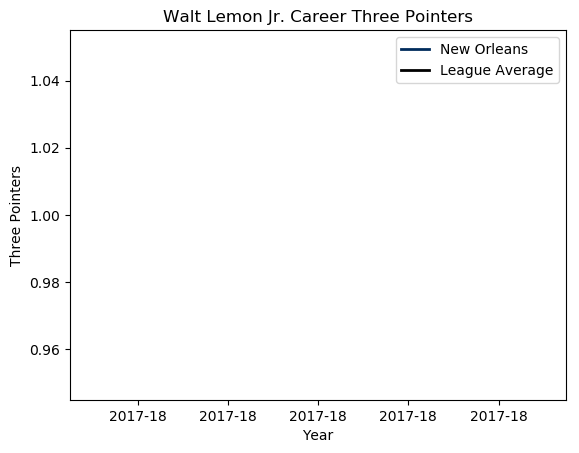 Walt Lemon Jr. Career Three Pointers
New Orleans
League Average
Three Pointers
1.04
1.02
1.00
0.98
0.96
2017-18 2017-18 2017-18 2017-18 2017-18
Year